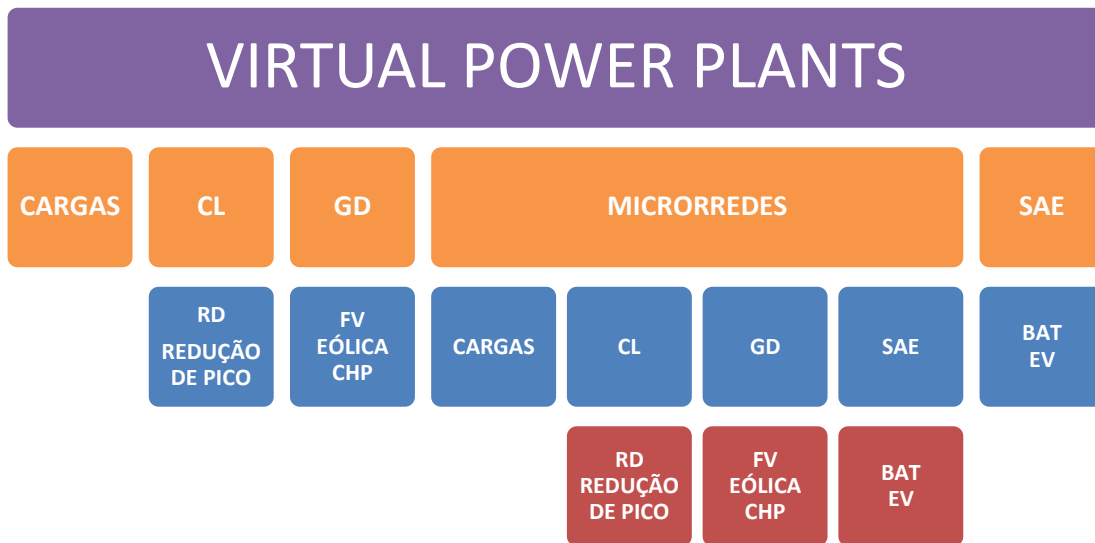 VIRTUAL POWER PLANTS
CARGAS
CL
GD
MICRORREDES
SAE
RD
REDUÇÃO
DE PICO
FV
EÓLICA
CHP
CARGAS
CL
GD
SAE
BAT
EV
RD
REDUÇÃO
DE PICO
FV
EÓLICA
CHP
BAT
EV